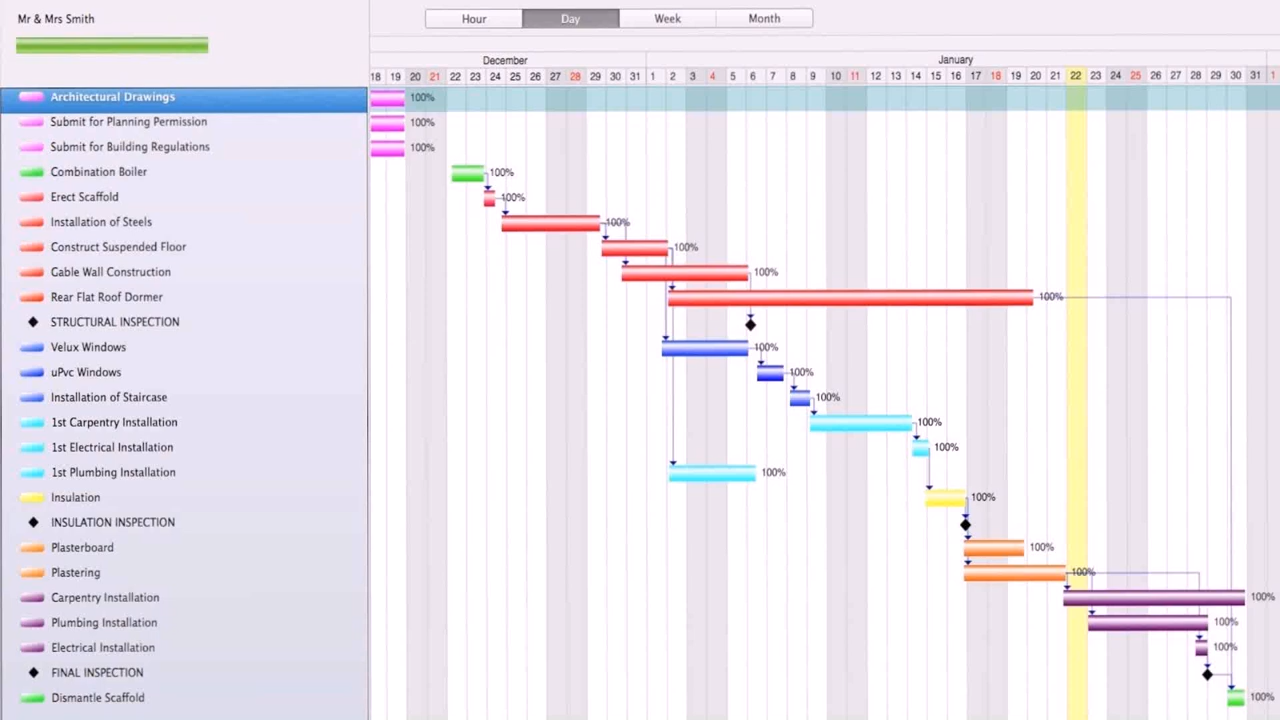 Mr & Mrs Smith
Hour Day Week Month
December January
18 19 20 21 22 23 24 25 26 27 28 29 30 31 1 2 3 4 5 6 7 8 9 10 11 12 13 14 15 16 17 18 19 20 21 22 23 24 25 26 27 28 29 30 31 1
Architectural Drawings 100%
Submit for Planning Permission 100%
Submit for Building Regulations 100%
Combination Boiler 100%
Erect Scaffold 100%
Installation of Steels 100%
Construct Suspended Floor 100%
Gable Wall Construction 100%
Rear Flat Roof Dormer 100%
STRUCTURAL INSPECTION
Velux Windows 100%
uPvc Windows 100%
Installation of Staircase 100%
1st Carpentry Installation 100%
1st Electrical Installation 100%
1st Plumbing Installation 100%
Insulation 100%
INSULATION INSPECTION
Plasterboard 100%
Plastering 100%
Carpentry Installation 100%
Plumbing Installation 100%
Electrical Installation 100%
FINAL INSPECTION
Dismantle Scaffold 100%